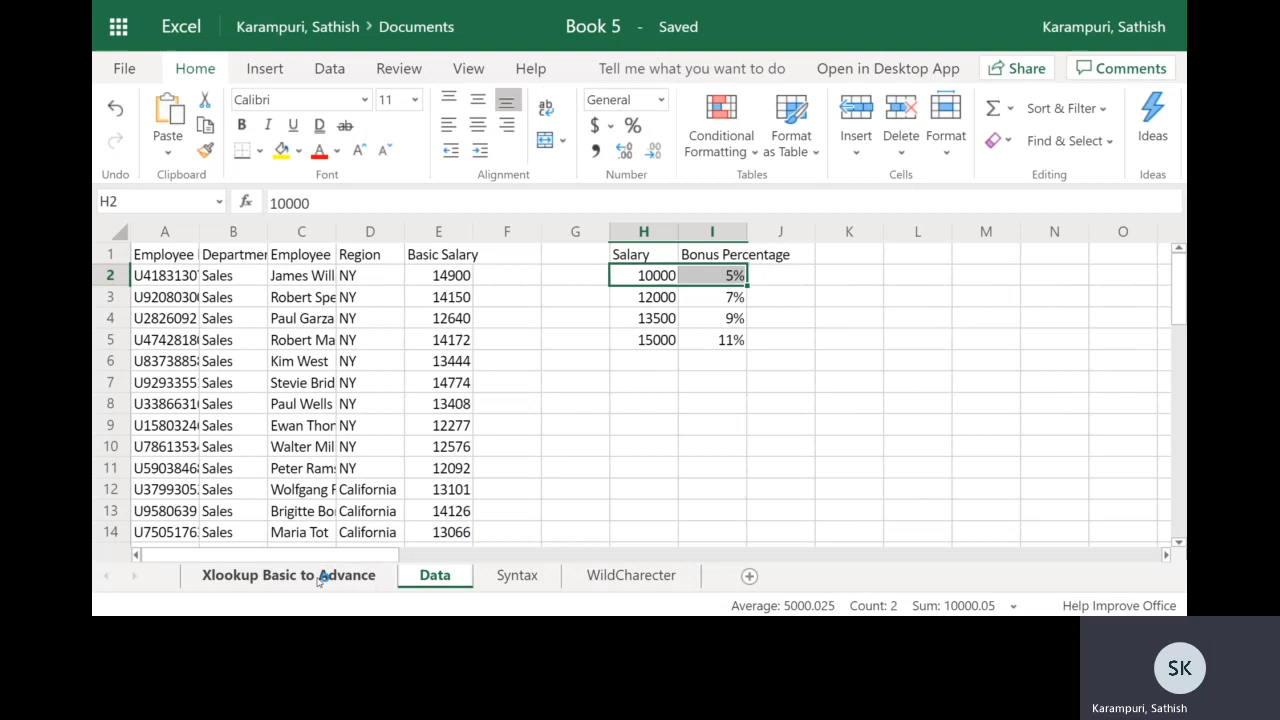 Excel Karampuri, Sathish > Documents Book 5 - Saved Karampuri, Sathish
File Home Insert Data Review View Help Tell me what you want to do Open in Desktop App Share Comments
Calibri 11 General Sort & Filter
Paste B I U D ab $ % Conditional Formatting Format as Table Insert Delete Format Find & Select Ideas
Undo Clipboard Font Alignment Number Tables Cells Editing Ideas
H2 fx 10000
A B C D E F G H I J K L M N O
1 Employee Departmen Employee Region Basic Salary Salary Bonus Percentage
2 U4183130 Sales James Will NY 14900 10000 5%
3 U9208030 Sales Robert Spe NY 14150 12000 7%
4 U2826092 Sales Paul Garza NY 12640 13500 9%
5 U4742818 Sales Robert Ma NY 14172 15000 11%
6 U8373885 Sales Kim West NY 13444
7 U9293355 Sales Stevie Brid NY 14774
8 U3386631 Sales Paul Wells NY 13408
9 U1580324 Sales Ewan Thor NY 12277
10 U7861353 Sales Walter Mil NY 12576
11 U5903846 Sales Peter Ram NY 12092
12 U3799305 Sales Wolfgang California 13101
13 U9580639 Sales Brigitte Bo California 14126
14 U7505176 Sales Maria Tot California 13066
Xlookup Basic to Advance Data Syntax WildCharecter
Average: 5000.025 Count: 2 Sum: 10000.05 Help Improve Office
SK
Karampuri, Sathish